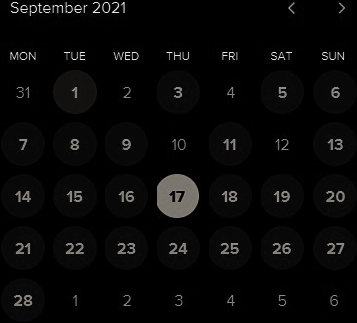 September 2021
MON TUE WED THU FRI SAT SUN
31 1 2 3 4 5 6
7 8 9 10 11 12 13
14 15 16 17 18 19 20
21 22 23 24 25 26 27
28 1 2 3 4 5 6